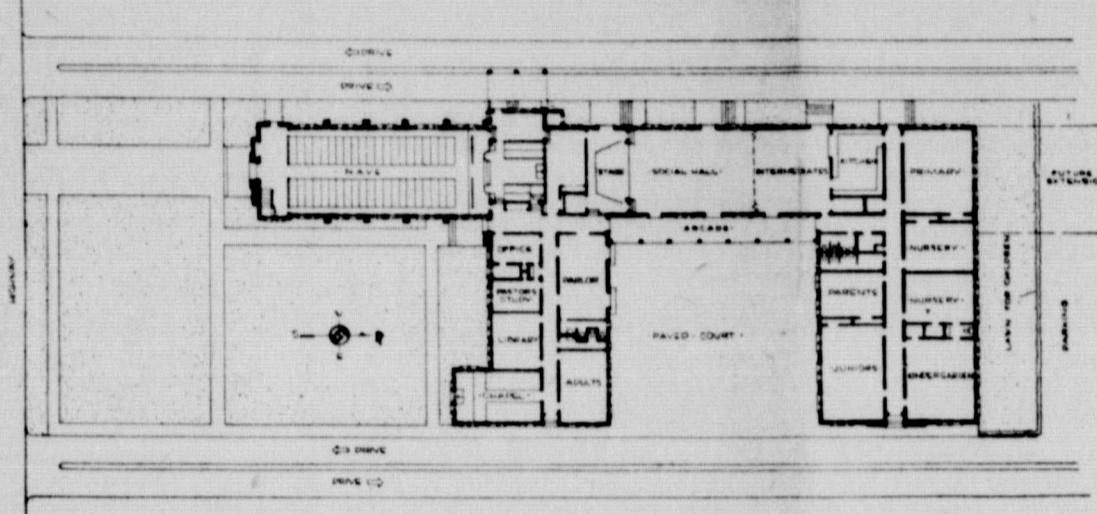 DRIVE
DRIVE
NAVE
STAGE
SOCIAL HALL
INTERMEDIATES
KITCHEN
PRIMARY
FUTURE
EXTENSION
ARCADE
OFFICE
PARLOR
NURSERY
PASTOR'S
STUDY
PARENTS
NURSERY
HIGHWAY
LIBRARY
PAVED COURT
LAWN FOR CHILDREN
PARKING
CHAPEL
ADULTS
JUNIORS
KINDERGARTEN
DRIVE
DRIVE